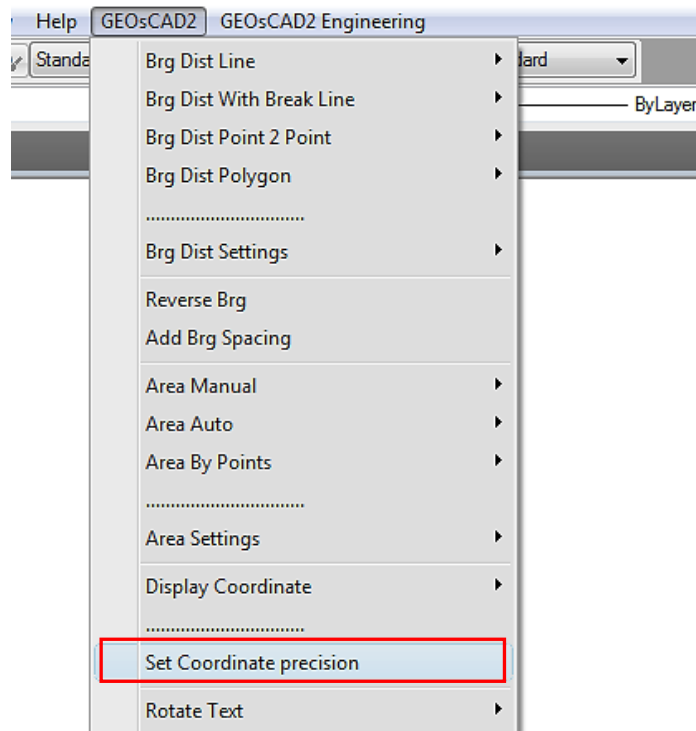 Help GEOsCAD2 GEOsCAD2 Engineering
Standa
dard
ByLayer
Brg Dist Line
Brg Dist With Break Line
Brg Dist Point 2 Point
Brg Dist Polygon
................................
Brg Dist Settings
Reverse Brg
Add Brg Spacing
Area Manual
Area Auto
Area By Points
................................
Area Settings
Display Coordinate
................................
Set Coordinate precision
Rotate Text